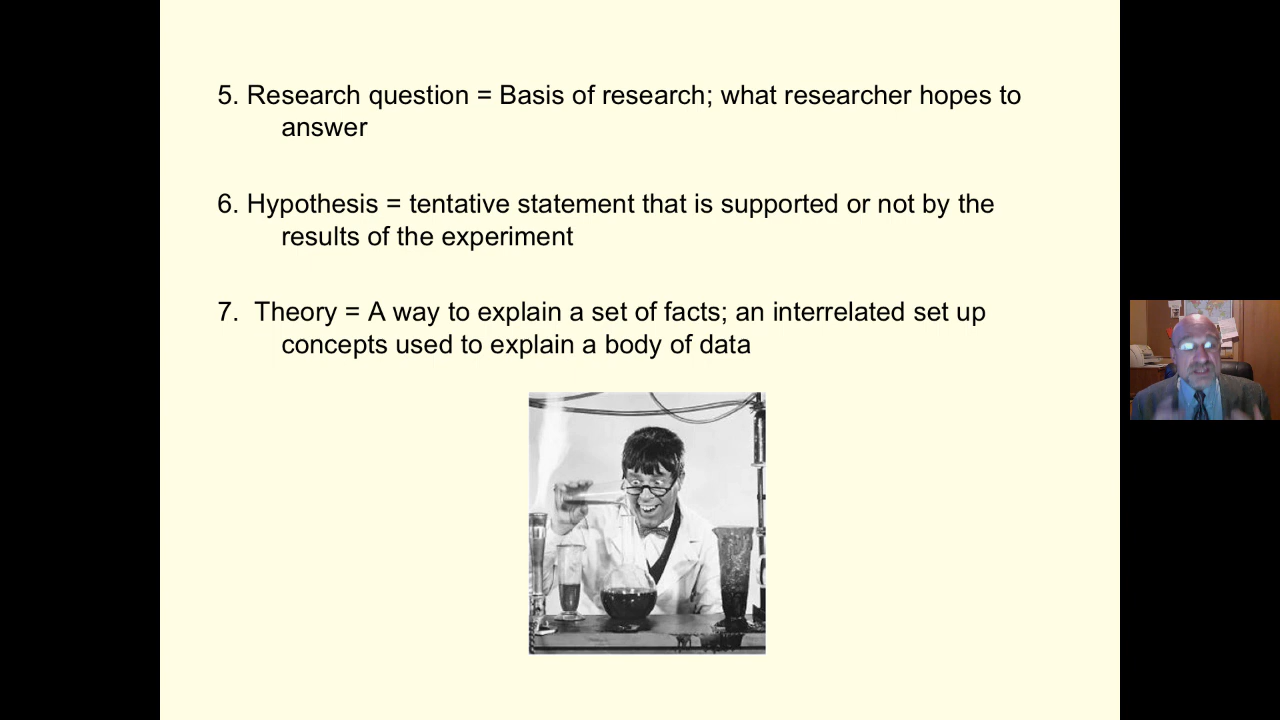 5. Research question = Basis of research; what researcher hopes to
answer
6. Hypothesis = tentative statement that is supported or not by the
results of the experiment
7. Theory = A way to explain a set of facts; an interrelated set up
concepts used to explain a body of data